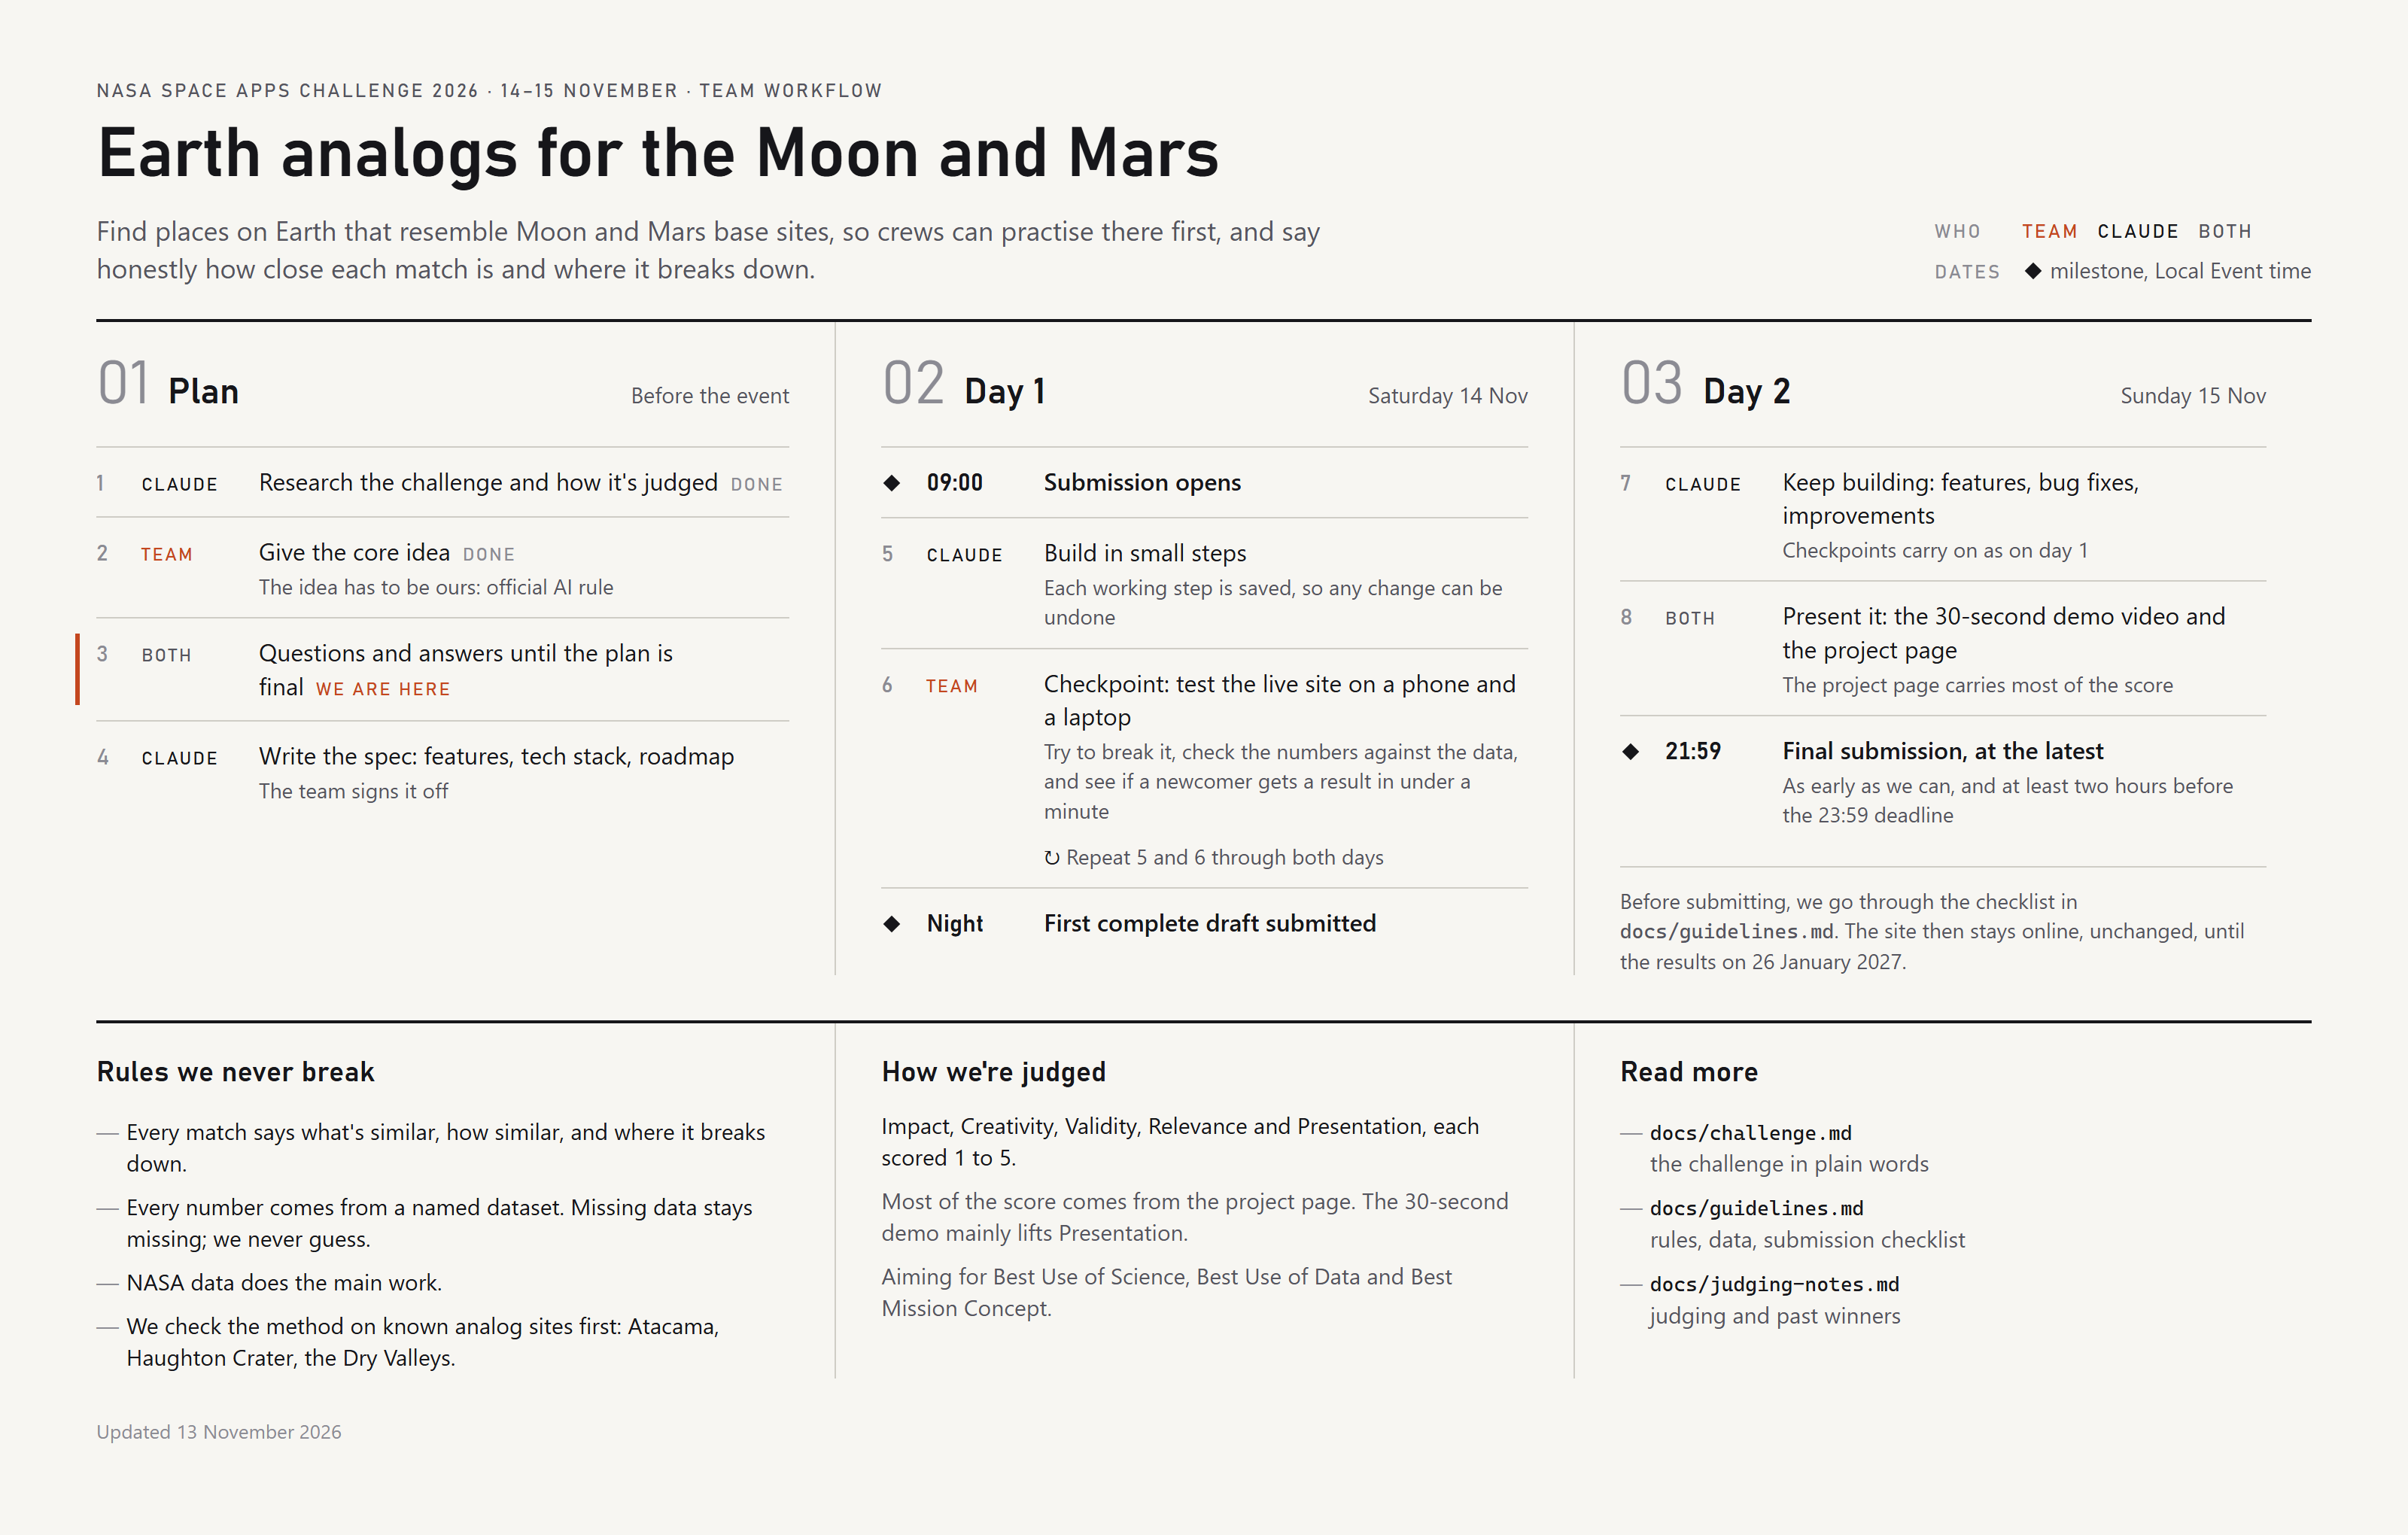 NASA SPACE APPS CHALLENGE 2026 · 14–15 NOVEMBER · TEAM WORKFLOW
Earth analogs for the Moon and Mars
Find places on Earth that resemble Moon and Mars base sites, so crews can practise there first, and say
honestly how close each match is and where it breaks down.
WHO TEAM CLAUDE BOTH
DATES ◆ milestone, Local Event time
01 Plan Before the event
1 CLAUDE Research the challenge and how it's judged DONE
2 TEAM Give the core idea DONE
The idea has to be ours: official AI rule
3 BOTH Questions and answers until the plan is
final WE ARE HERE
4 CLAUDE Write the spec: features, tech stack, roadmap
The team signs it off
02 Day 1 Saturday 14 Nov
◆ 09:00 Submission opens
5 CLAUDE Build in small steps
Each working step is saved, so any change can be
undone
6 TEAM Checkpoint: test the live site on a phone and
a laptop
Try to break it, check the numbers against the data,
and see if a newcomer gets a result in under a
minute
↻ Repeat 5 and 6 through both days
◆ Night First complete draft submitted
03 Day 2 Sunday 15 Nov
7 CLAUDE Keep building: features, bug fixes,
improvements
Checkpoints carry on as on day 1
8 BOTH Present it: the 30-second demo video and
the project page
The project page carries most of the score
◆ 21:59 Final submission, at the latest
As early as we can, and at least two hours before
the 23:59 deadline
Before submitting, we go through the checklist in
docs/guidelines.md. The site then stays online, unchanged, until
the results on 26 January 2027.
Rules we never break
— Every match says what's similar, how similar, and where it breaks
down.
— Every number comes from a named dataset. Missing data stays
missing; we never guess.
— NASA data does the main work.
— We check the method on known analog sites first: Atacama,
Haughton Crater, the Dry Valleys.
How we're judged
Impact, Creativity, Validity, Relevance and Presentation, each
scored 1 to 5.
Most of the score comes from the project page. The 30-second
demo mainly lifts Presentation.
Aiming for Best Use of Science, Best Use of Data and Best
Mission Concept.
Read more
— docs/challenge.md
the challenge in plain words
— docs/guidelines.md
rules, data, submission checklist
— docs/judging-notes.md
judging and past winners
Updated 13 November 2026